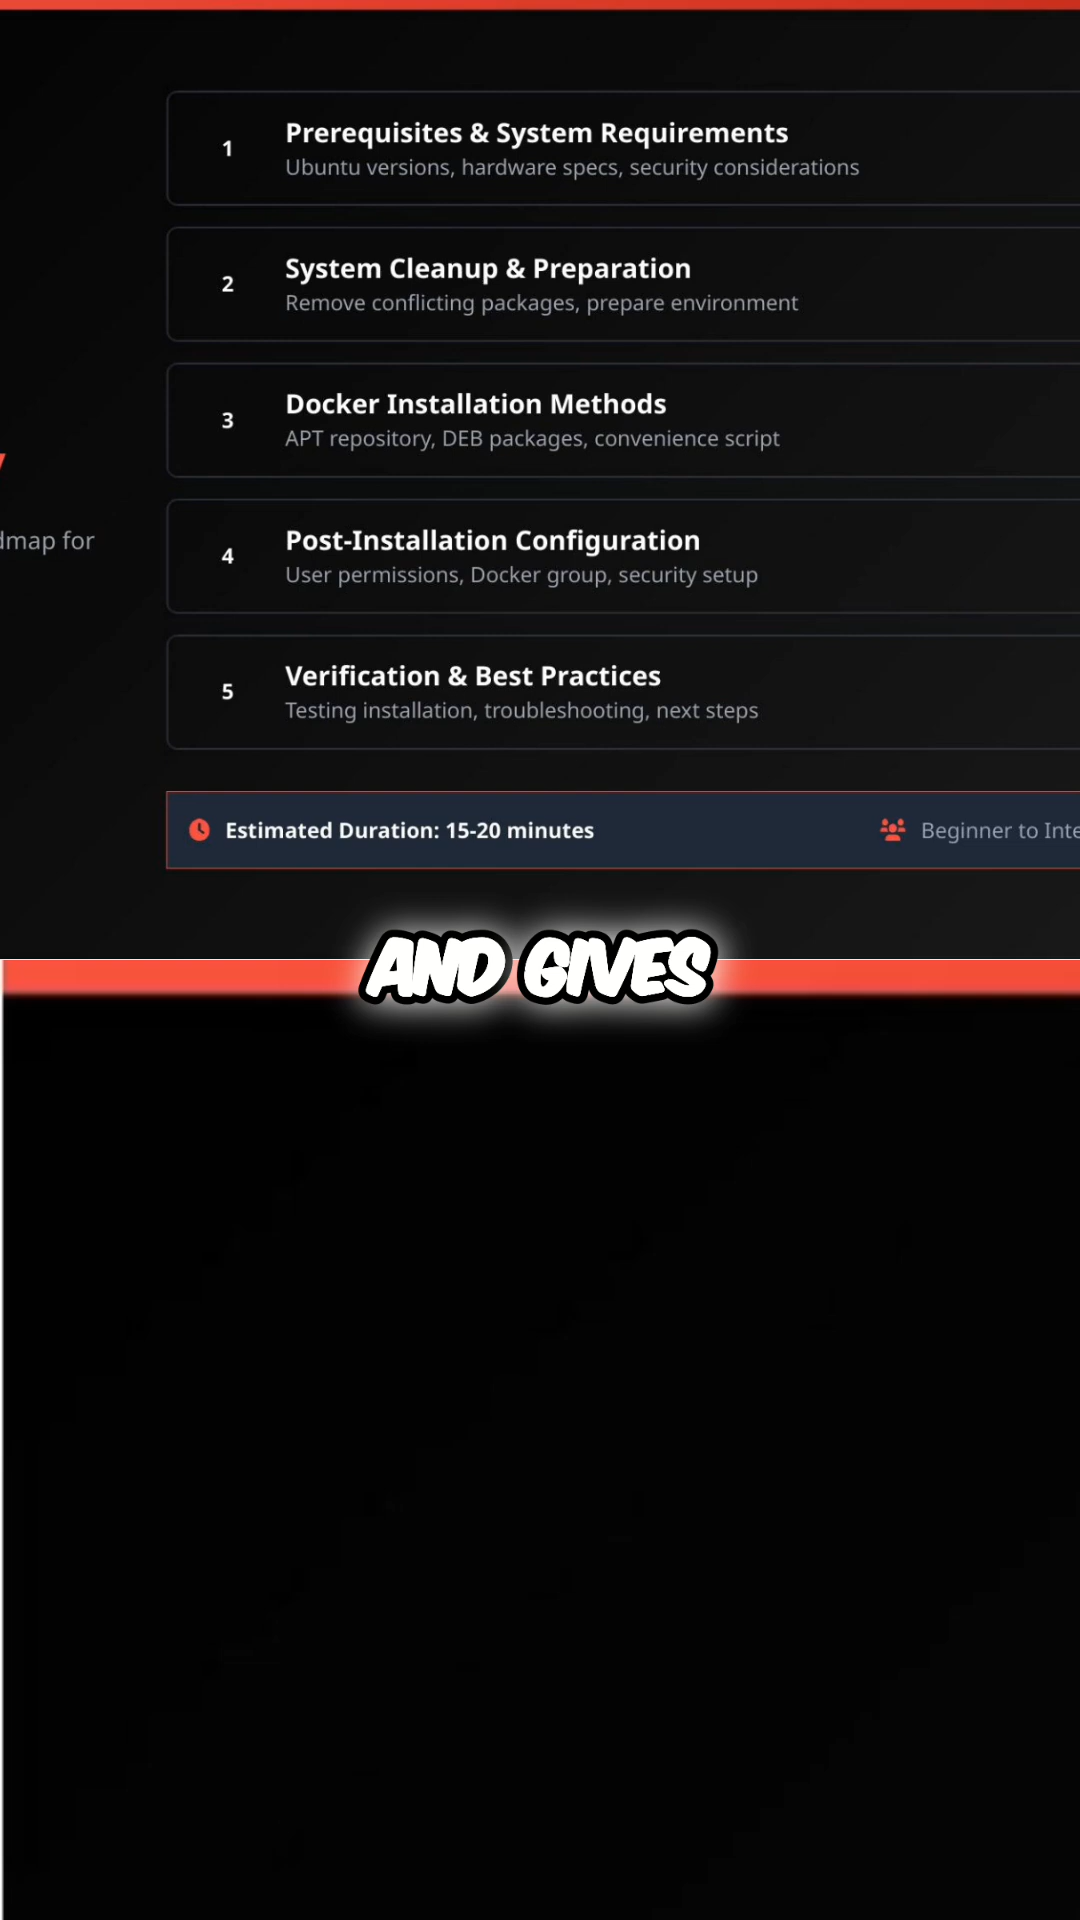 1
Prerequisites & System Requirements
Ubuntu versions, hardware specs, security considerations
2
System Cleanup & Preparation
Remove conflicting packages, prepare environment
3
Docker Installation Methods
APT repository, DEB packages, convenience script
dmap for
4
Post-Installation Configuration
User permissions, Docker group, security setup
5
Verification & Best Practices
Testing installation, troubleshooting, next steps
Estimated Duration: 15-20 minutes
Beginner to Inte
AND GIVES